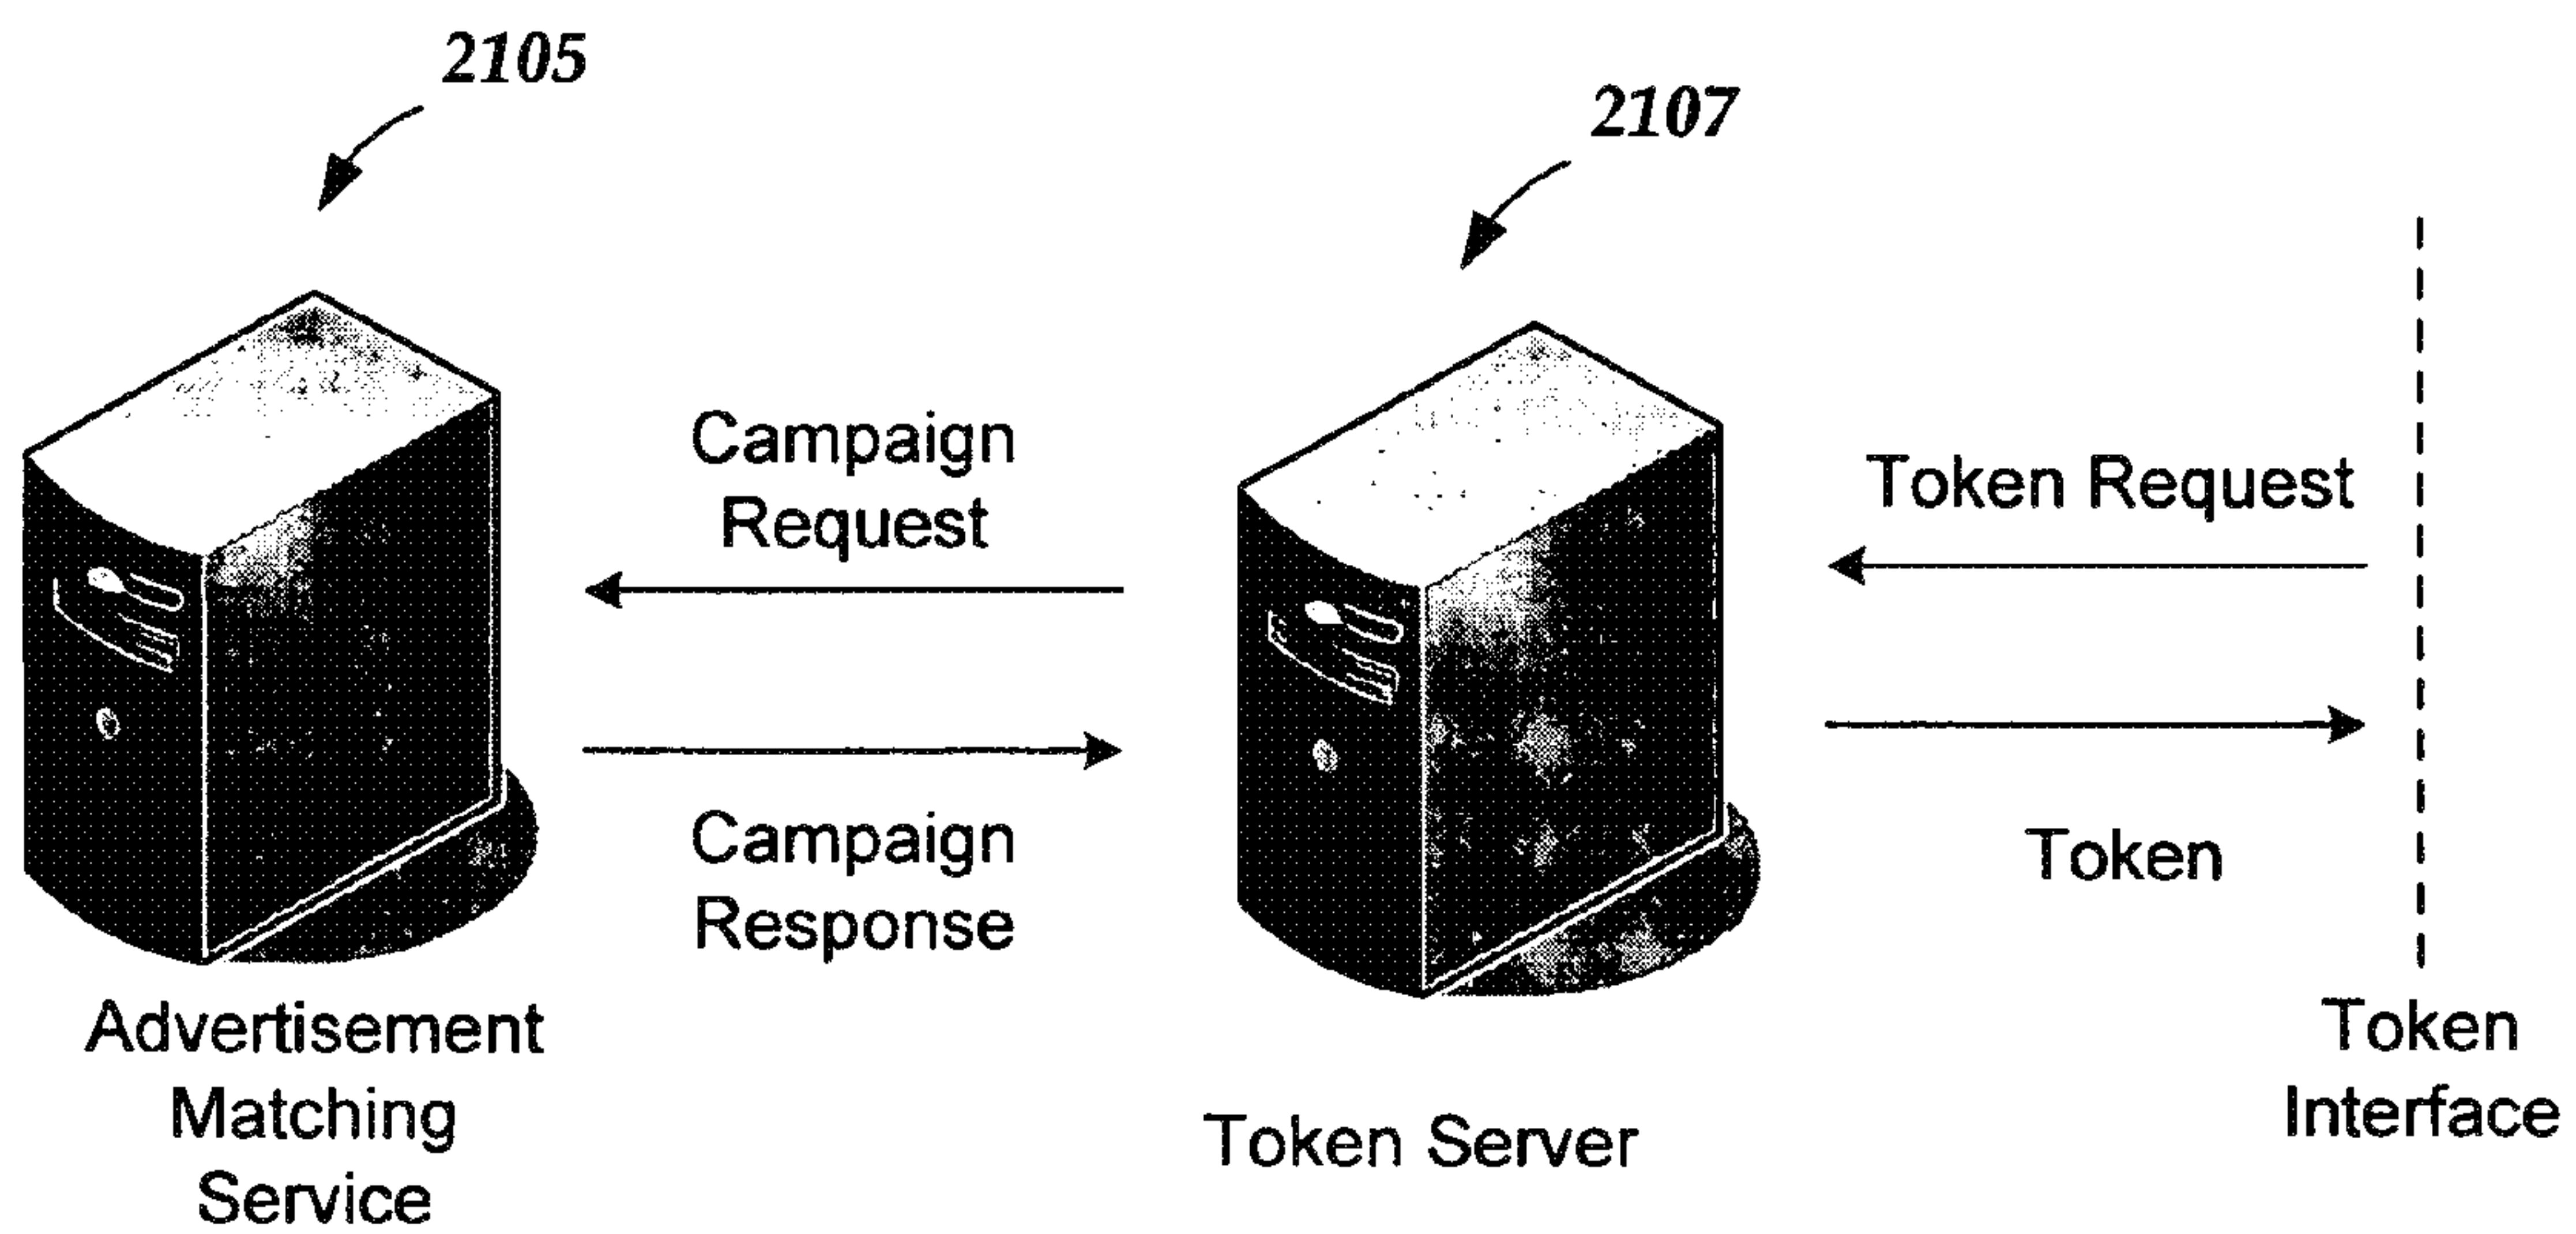 2105
2107
Campaign
Request
Token Request
Campaign
Response
Token
Advertisement
Matching
Service
Token Server
Token
Interface